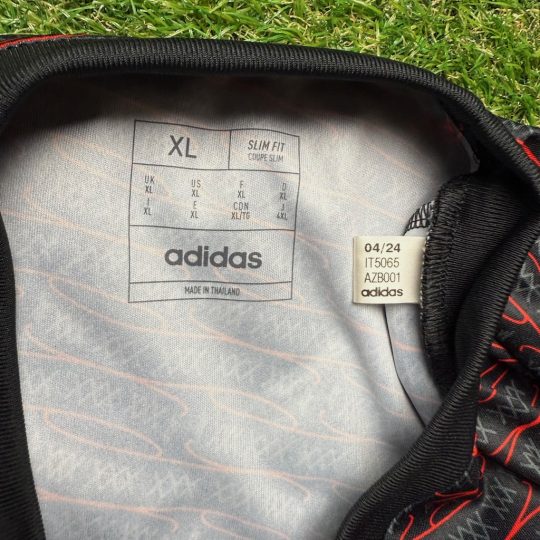 XL
SLIM FIT
COUPE SLIM
UK US F D
XL XL XL XL
I E CDN J
XL XL XL/TG 4XL
adidas
MADE IN THAILAND
04/24
IT5065
AZB001
adidas